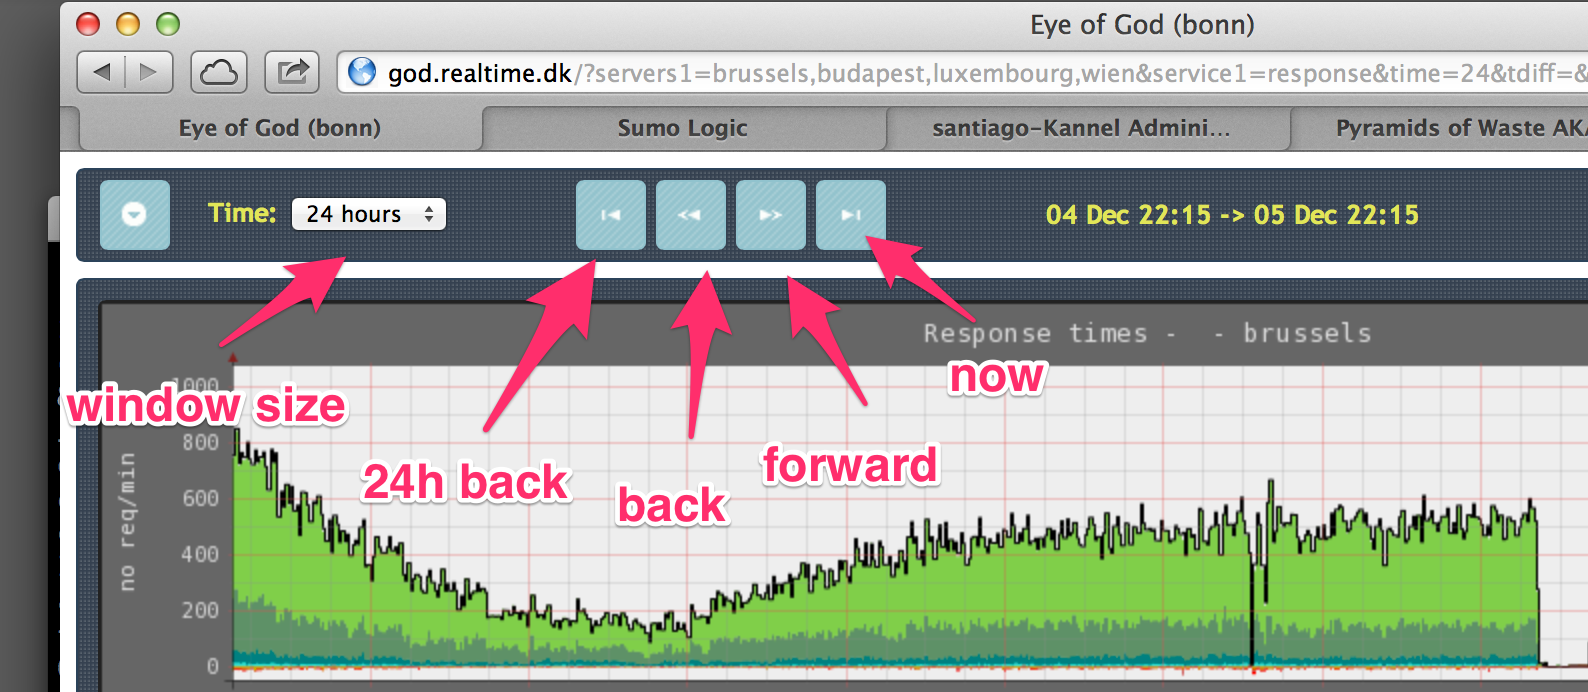 Eye of God (bonn)
god.realtime.dk/?servers1=brussels,budapest,luxembourg,wien&service1=response&time=24&tdiff=&
Eye of God (bonn)
Sumo Logic
santiago-Kannel Admini...
Pyramids of Waste AKA
Time:
24 hours
04 Dec 22:15 -> 05 Dec 22:15
Response times - - brussels
now
window size
24h back
back
forward
no req/min
1000
800
600
400
200
0